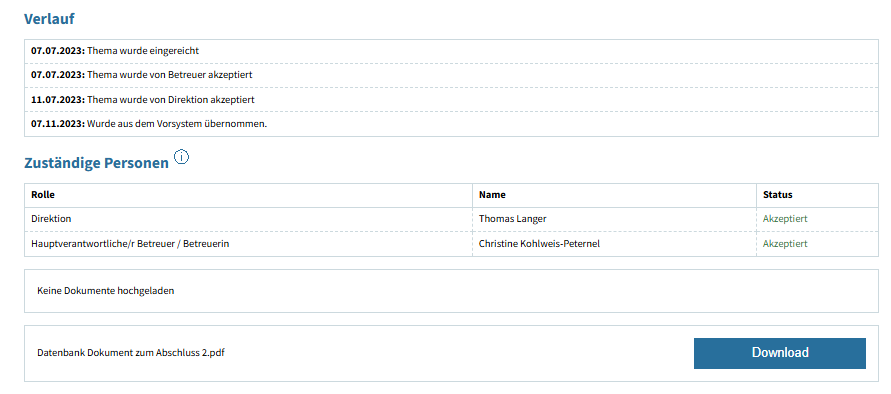 Verlauf
07.07.2023: Thema wurde eingereicht
07.07.2023: Thema wurde von Betreuer akzeptiert
11.07.2023: Thema wurde von Direktion akzeptiert
07.11.2023: Wurde aus dem Vorsystem übernommen.
Zuständige Personen i
Rolle Name Status
Direktion Thomas Langer Akzeptiert
Hauptverantwortliche/r Betreuer / Betreuerin Christine Kohlweis-Peternel Akzeptiert
Keine Dokumente hochgeladen
Datenbank Dokument zum Abschluss 2.pdf Download